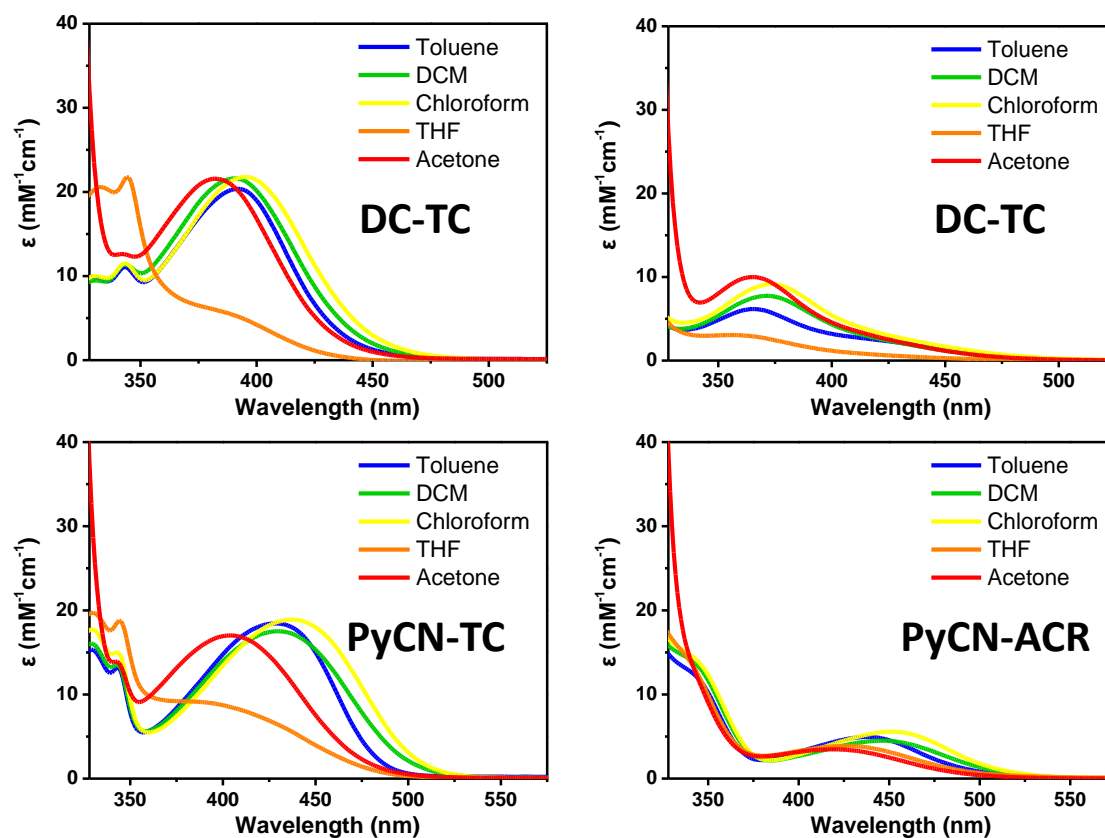 40
30
20
10
0
ε (mM⁻¹cm⁻¹)
Toluene
DCM
Chloroform
THF
Acetone
DC-TC
350 400 450 500
Wavelength (nm)
40
30
20
10
0
ε (mM⁻¹cm⁻¹)
Toluene
DCM
Chloroform
THF
Acetone
DC-TC
350 400 450 500
Wavelength (nm)
40
30
20
10
0
ε (mM⁻¹cm⁻¹)
Toluene
DCM
Chloroform
THF
Acetone
PyCN-TC
350 400 450 500 550
Wavelength (nm)
40
30
20
10
0
ε (mM⁻¹cm⁻¹)
Toluene
DCM
Chloroform
THF
Acetone
PyCN-ACR
350 400 450 500 550
Wavelength (nm)